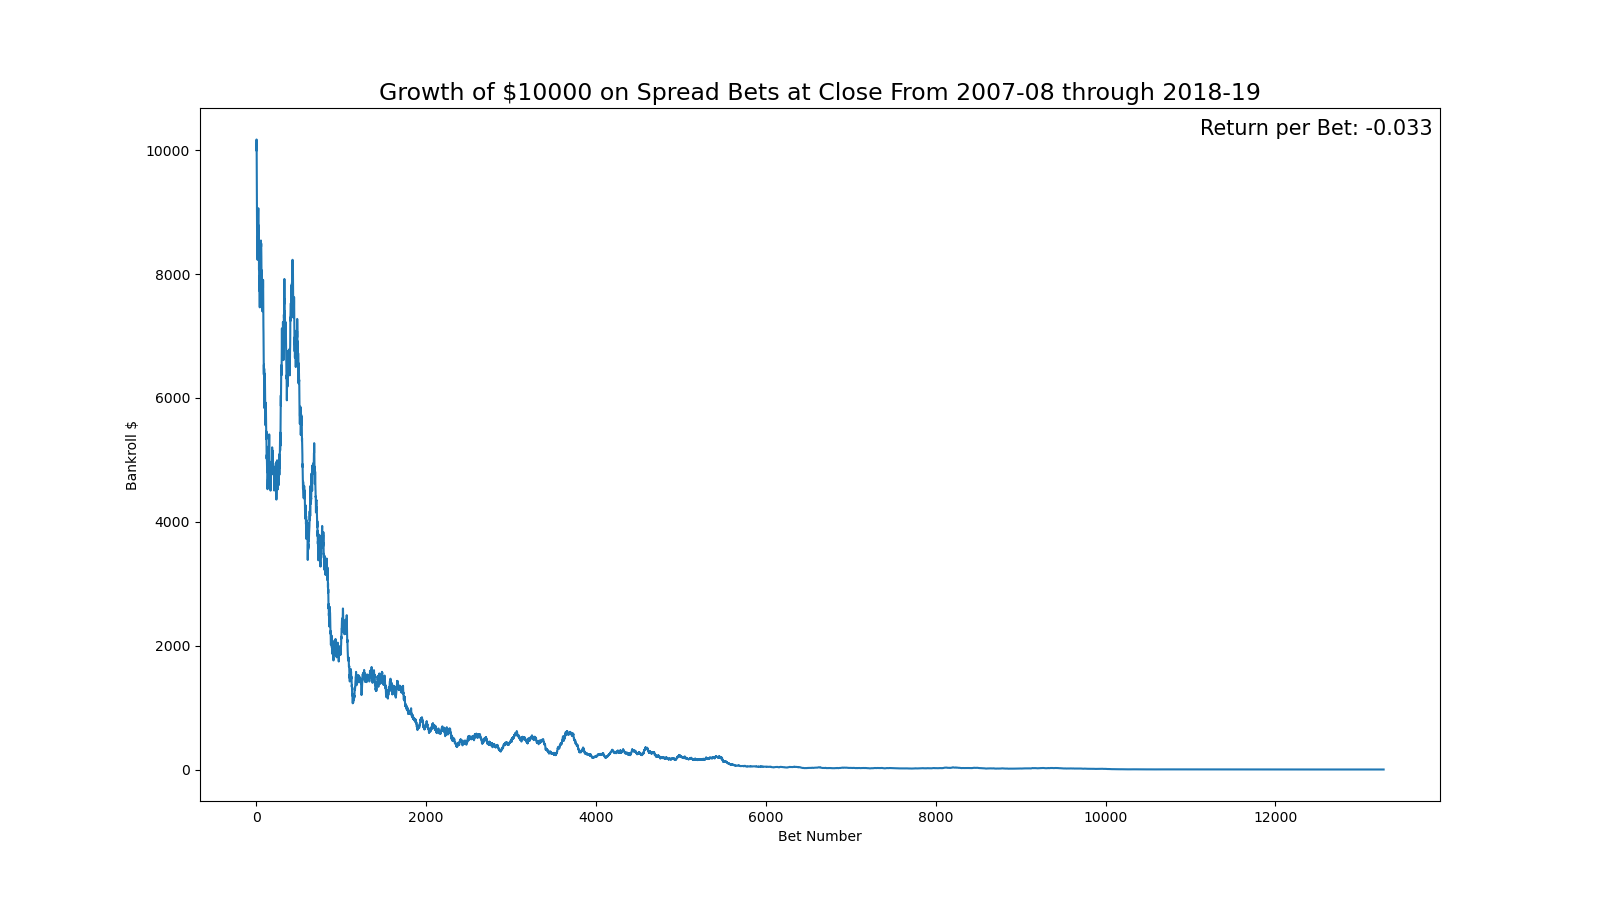 Growth of $10000 on Spread Bets at Close From 2007-08 through 2018-19
Return per Bet: -0.033
10000
8000
6000
4000
2000
0
Bankroll $
0 2000 4000 6000 8000 10000 12000
Bet Number